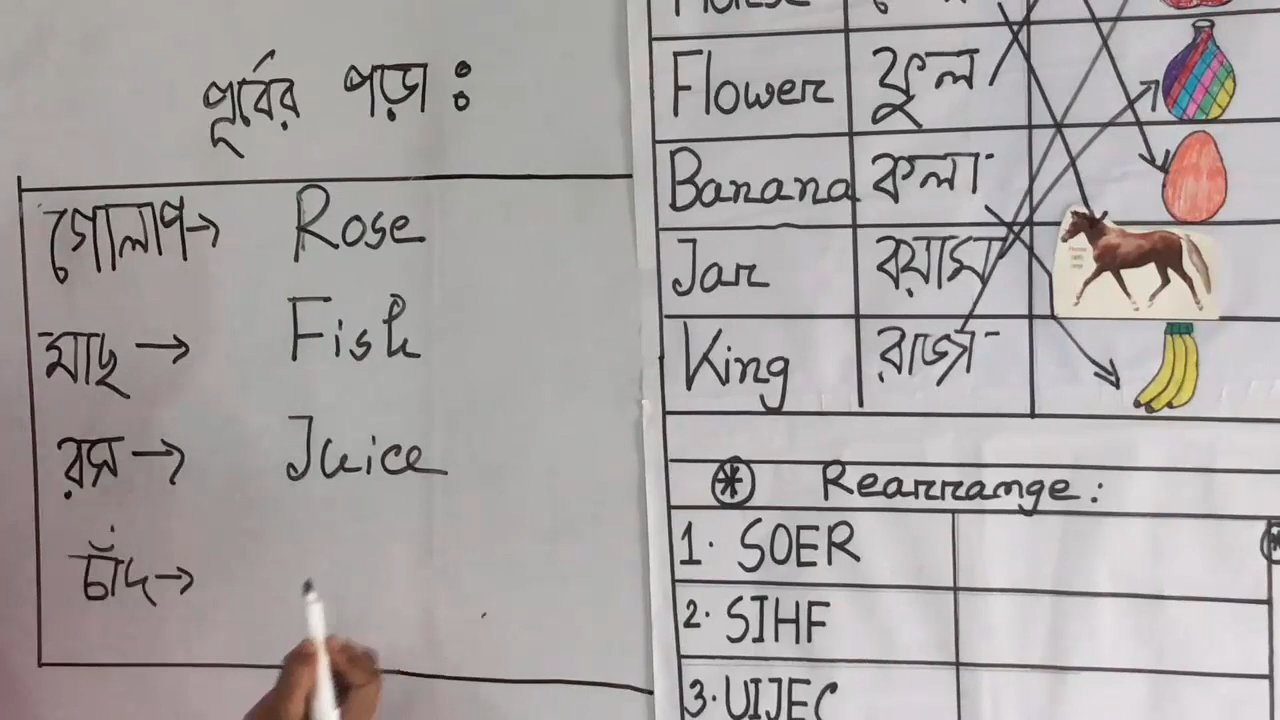 পূর্বের পড়া :
গোলাপ → Rose
মাছ → Fish
রস → Juice
চাঁদ →
Flower ফুল
Banana কলা
Jar বয়াম
King রাজা
* Rearrange :
1. SOER
2. SIHF
3. UIJEC